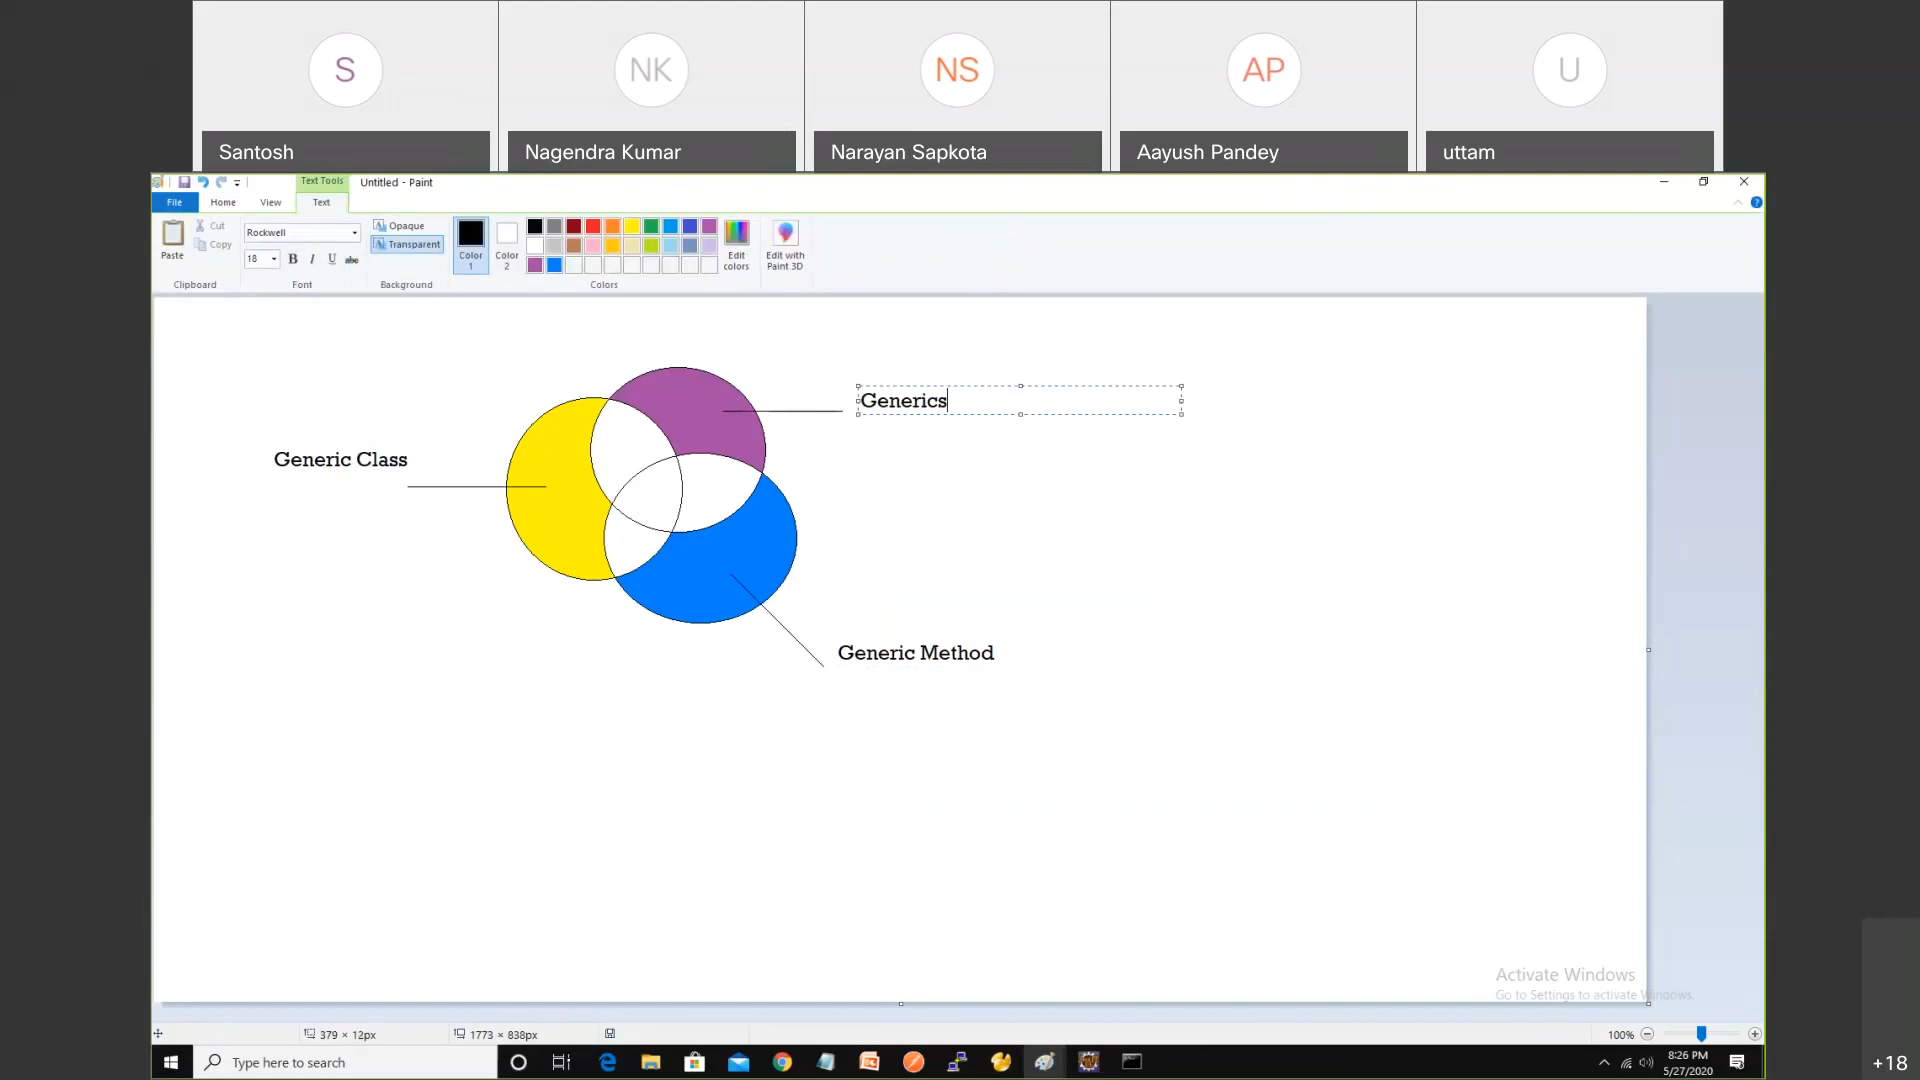 S
NK
NS
AP
U
Santosh
Nagendra Kumar
Narayan Sapkota
Aayush Pandey
uttam
Text Tools
Untitled - Paint
File
Home
View
Text
Paste
Cut
Copy
Clipboard
Rockwell
18
B I U abc
Font
Opaque
Transparent
Background
Color 1
Color 2
Edit colors
Colors
Edit with Paint 3D
Generics
Generic Class
Generic Method
Activate Windows
Go to Settings to activate Windows.
379 × 12px
1773 × 838px
100%
Type here to search
8:26 PM
5/27/2020
+18